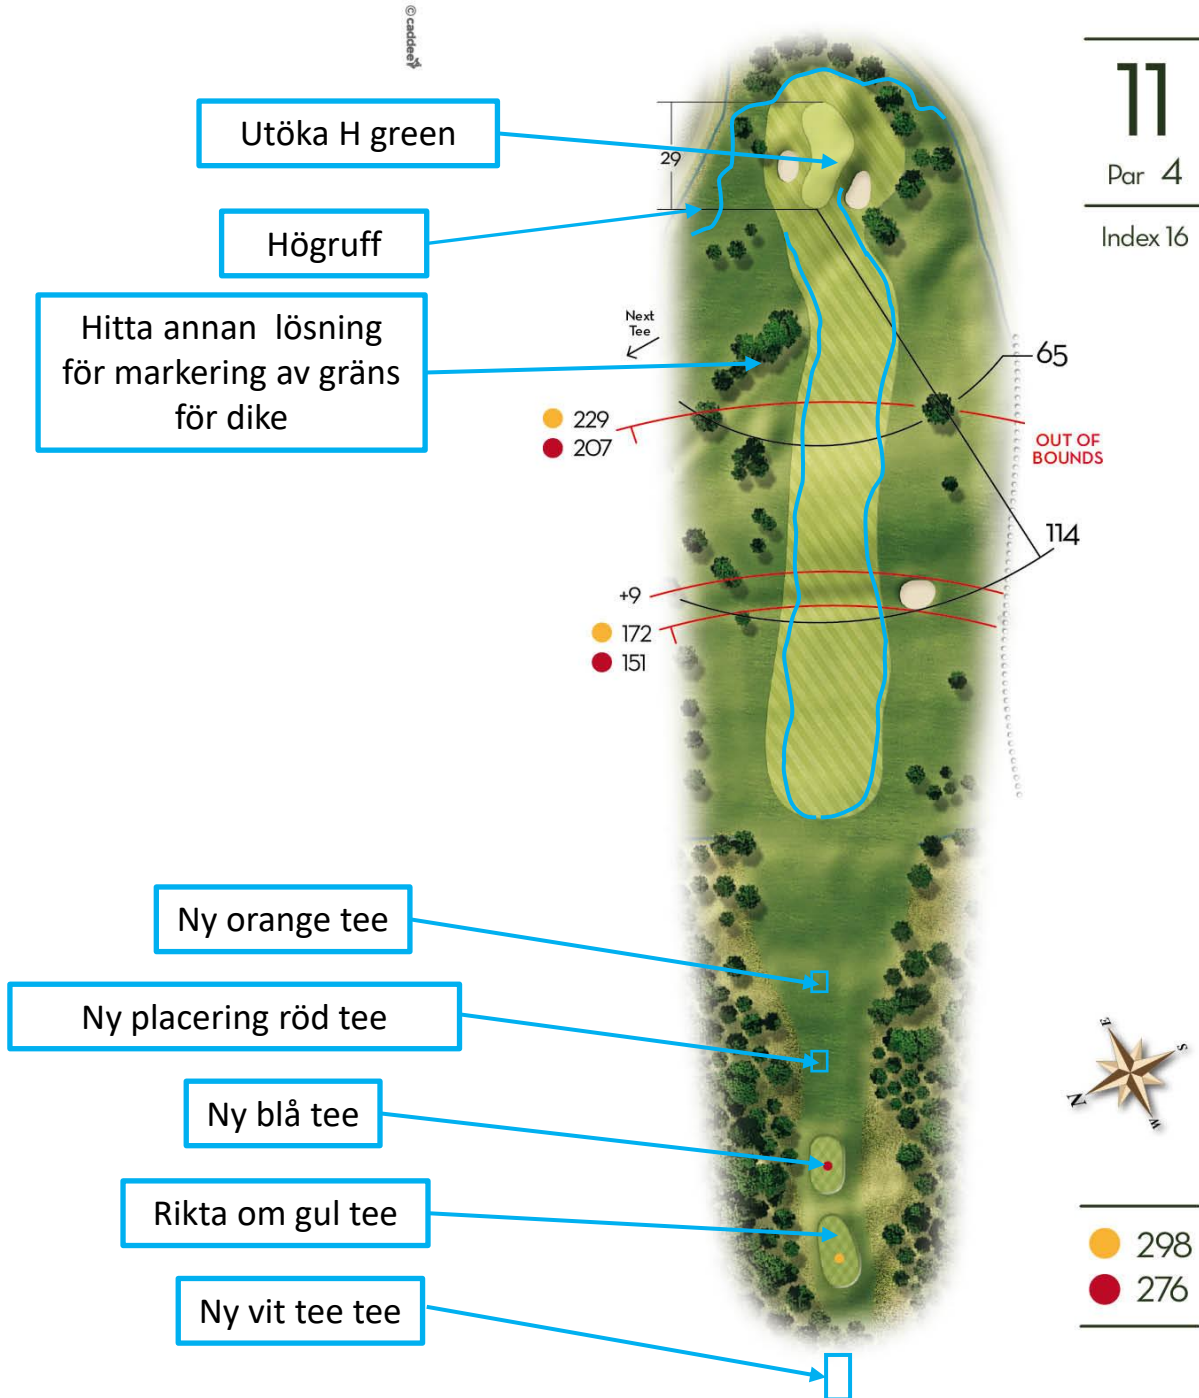 © caddee
11
Par 4
Index 16
Utöka H green
29
Högruff
Hitta annan lösning
för markering av gräns
för dike
Next
Tee
65
229
207
OUT OF
BOUNDS
114
+9
172
151
Ny orange tee
Ny placering röd tee
Ny blå tee
Rikta om gul tee
Ny vit tee tee
E
S
N
W
298
276